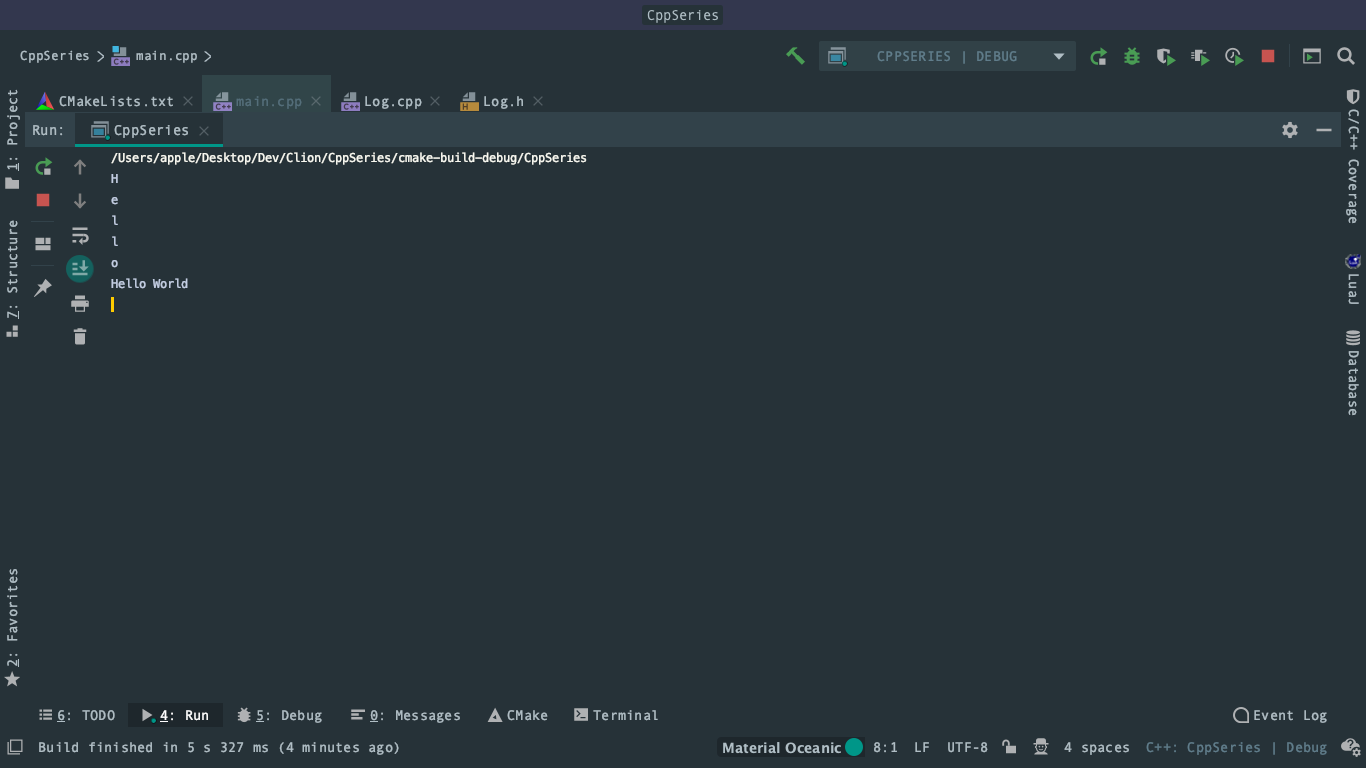 CppSeries
CppSeries main.cpp
CPPSERIES | DEBUG
CMakeLists.txt main.cpp Log.cpp Log.h
Run: CppSeries
/Users/apple/Desktop/Dev/Clion/CppSeries/cmake-build-debug/CppSeries
H
e
l
l
o
Hello World
1: Project
7: Structure
2: Favorites
C/C++ Coverage
LuaJ
Database
6: TODO 4: Run 5: Debug 0: Messages CMake Terminal Event Log
Build finished in 5 s 327 ms (4 minutes ago) Material Oceanic 8:1 LF UTF-8 4 spaces C++: CppSeries | Debug